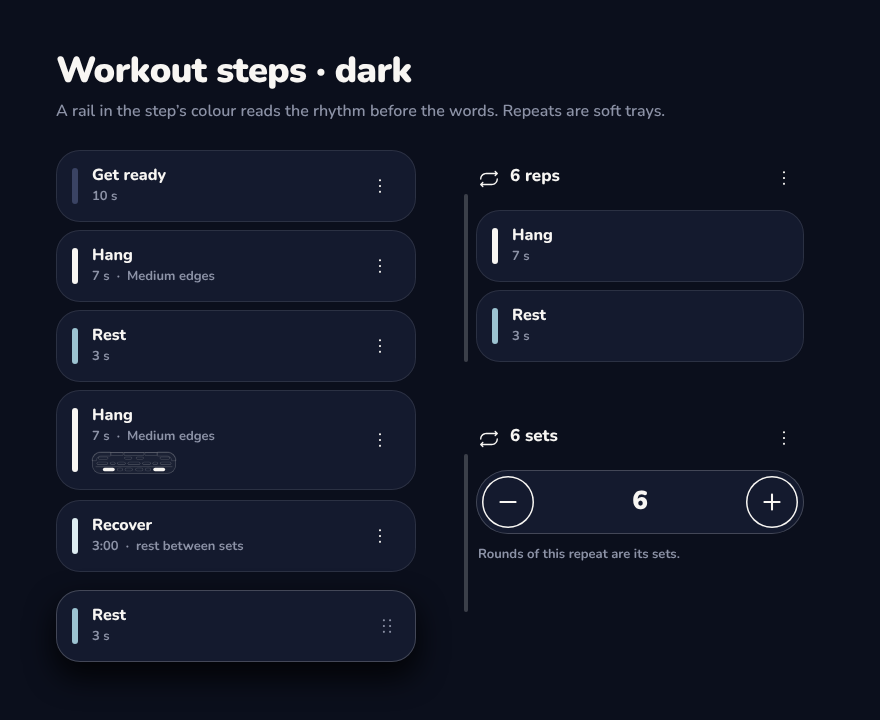 Workout steps · dark
A rail in the step’s colour reads the rhythm before the words. Repeats are soft trays.
Get ready
10 s
Hang
7 s · Medium edges
Rest
3 s
Hang
7 s · Medium edges
Recover
3:00 · rest between sets
Rest
3 s
6 reps
Hang
7 s
Rest
3 s
6 sets
6
Rounds of this repeat are its sets.